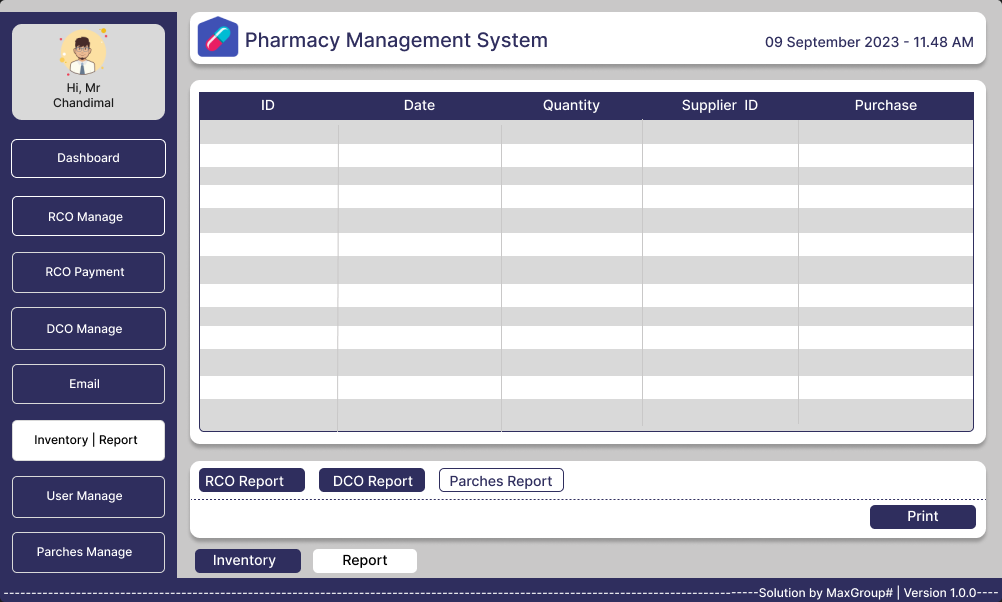 Hi, Mr
Chandimal
Dashboard
RCO Manage
RCO Payment
DCO Manage
Email
Inventory | Report
User Manage
Parches Manage
Pharmacy Management System
09 September 2023 - 11.48 AM
ID Date Quantity Supplier ID Purchase
RCO Report DCO Report Parches Report
Print
Inventory Report
Solution by MaxGroup# | Version 1.0.0----